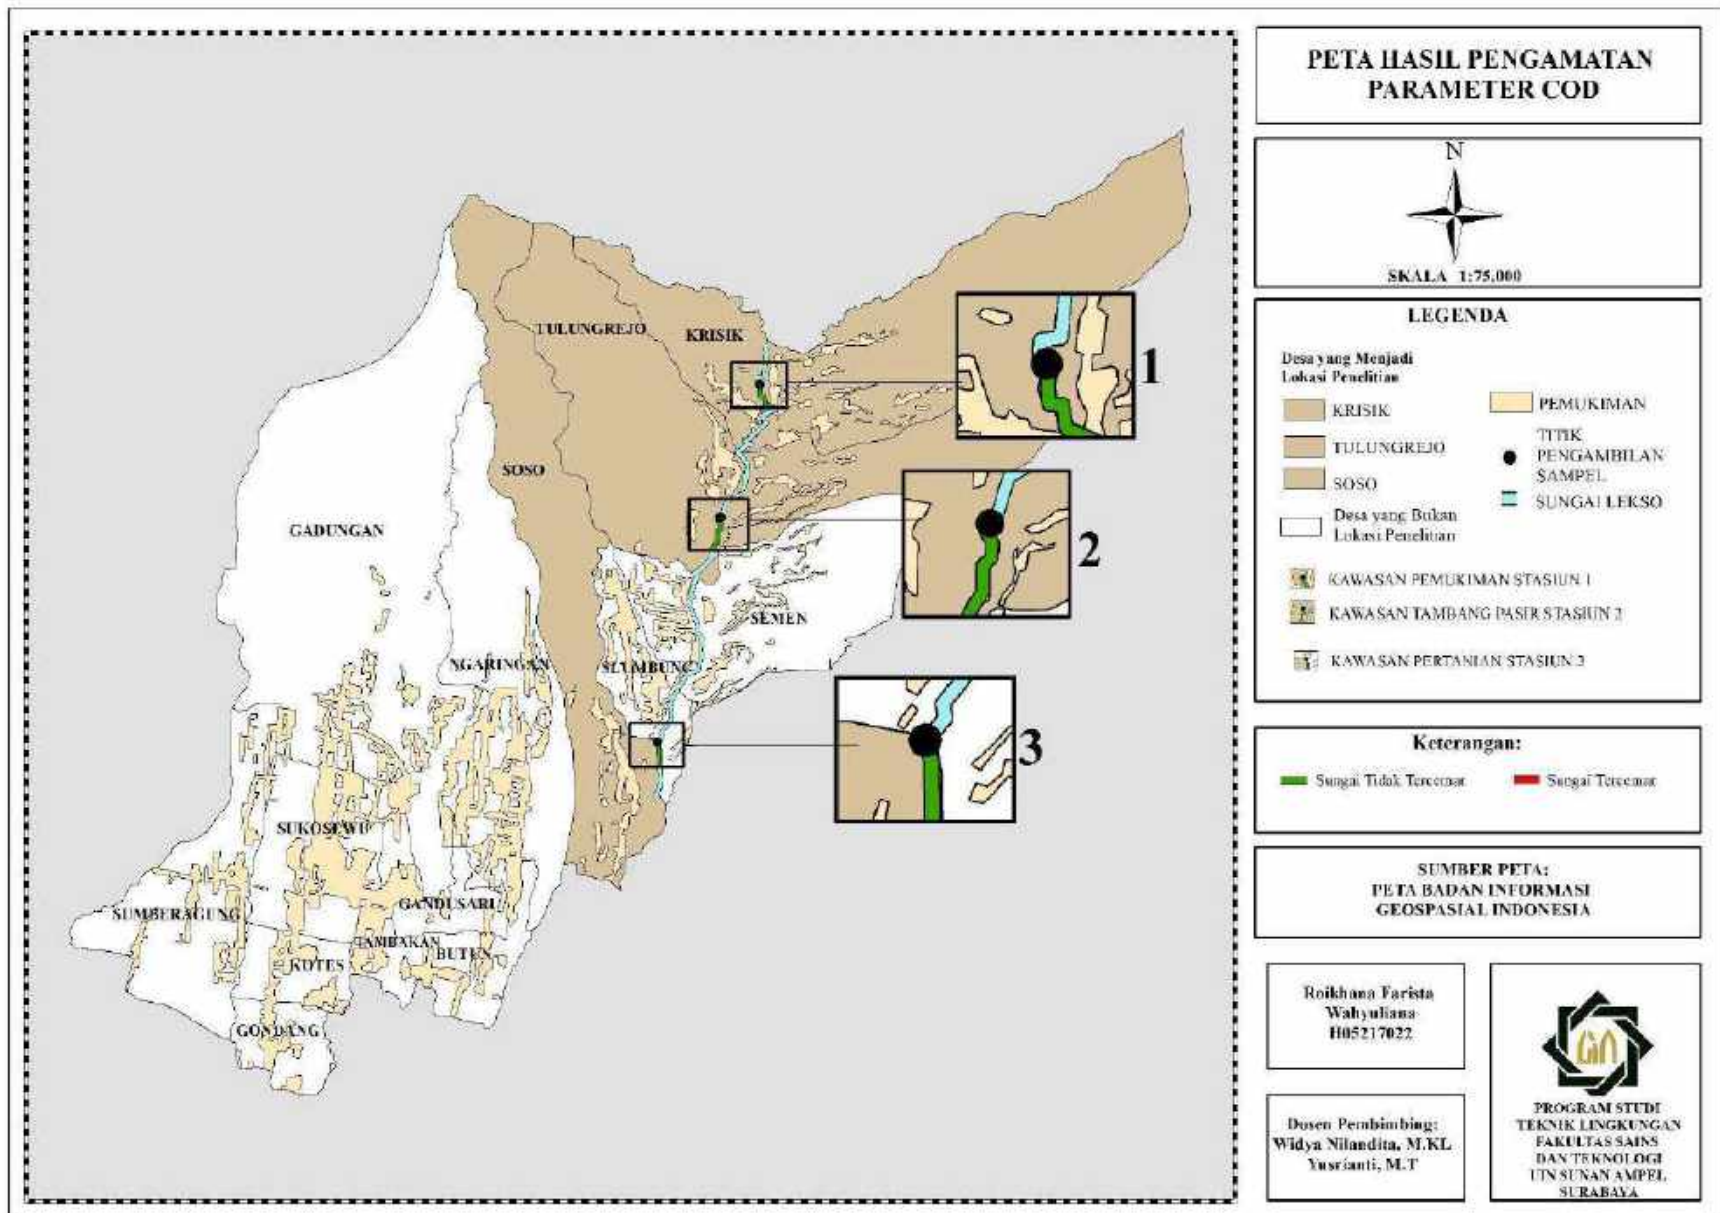 PETA HASIL PENGAMATAN
PARAMETER COD
N
SKALA 1:75.000
LEGENDA
Desa yang Menjadi
Lokasi Penelitian
KRISIK
TULUNGREJO
SOSO
Desa yang Bukan
Lokasi Penelitian
PEMUKIMAN
TITIK
PENGAMBILAN
SAMPEL
SUNGAI LEKSO
KAWASAN PEMUKIMAN STASIUN 1
KAWASAN TAMBANG PASIR STASIUN 2
KAWASAN PERTANIAN STASIUN 3
Keterangan:
Sungai Tidak Tercemar
Sungai Tercemar
SUMBER PETA:
PETA BADAN INFORMASI
GEOSPASIAL INDONESIA
Roikhana Farista
Wahyuliana
H05217022
Dosen Pembimbing:
Widya Nilandita, M.KL
Yusrianti, M.T
PROGRAM STUDI
TEKNIK LINGKUNGAN
FAKULTAS SAINS
DAN TEKNOLOGI
UIN SUNAN AMPEL
SURABAYA
TULUNGREJO
KRISIK
1
SOSO
GADUNGAN
2
SEMEN
NGARINGAN
SLUMBUNG
3
SUKOSEWU
SUMBERAGUNG
GANDUSARI
TAMBAKAN
BUTUN
KOTES
GONDANG